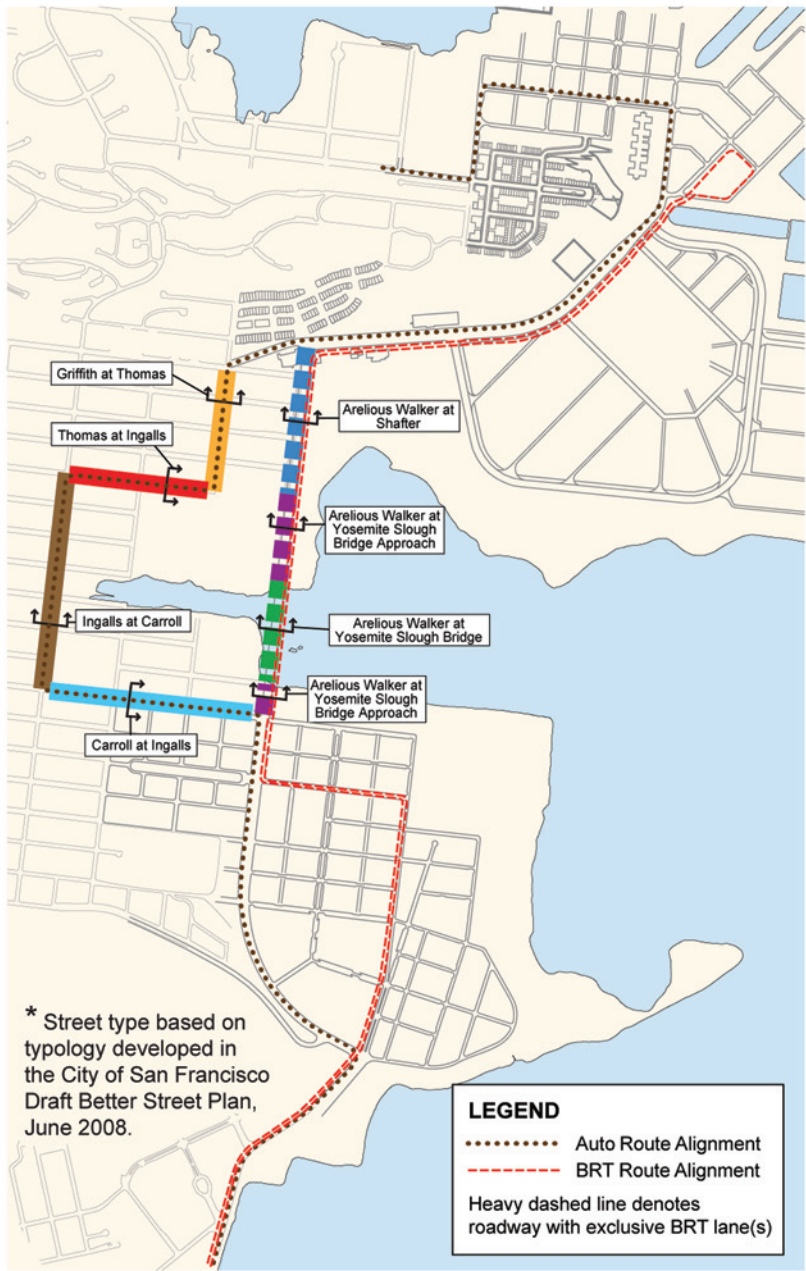 Griffith at Thomas
Thomas at Ingalls
Arelious Walker at
Shafter
Arelious Walker at
Yosemite Slough
Bridge Approach
Ingalls at Carroll
Arelious Walker at
Yosemite Slough Bridge
Arelious Walker at
Yosemite Slough
Bridge Approach
Carroll at Ingalls
* Street type based on
typology developed in
the City of San Francisco
Draft Better Street Plan,
June 2008.
LEGEND
Auto Route Alignment
BRT Route Alignment
Heavy dashed line denotes
roadway with exclusive BRT lane(s)